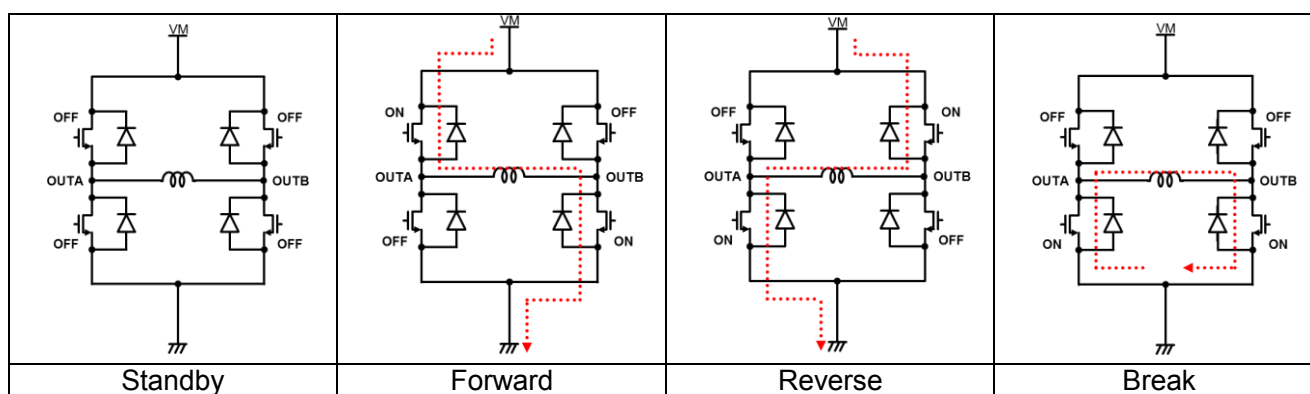 VM
OFF
OFF
OUTA
OUTB
OFF
OFF
Standby
VM
ON
OFF
OUTA
OUTB
OFF
ON
Forward
VM
OFF
ON
OUTA
OUTB
ON
OFF
Reverse
VM
OFF
OFF
OUTA
OUTB
ON
ON
Break